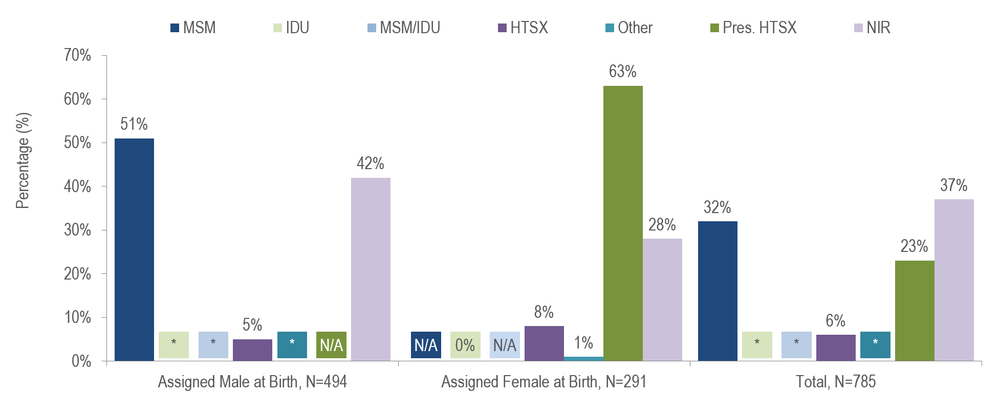 MSM IDU MSM/IDU HTSX Other Pres. HTSX NIR
Percentage (%)
70%
60%
50%
40%
30%
20%
10%
0%
51% * * 5% * N/A 42%
N/A 0% N/A 8% 1% 63% 28%
32% * * 6% * 23% 37%
Assigned Male at Birth, N=494
Assigned Female at Birth, N=291
Total, N=785